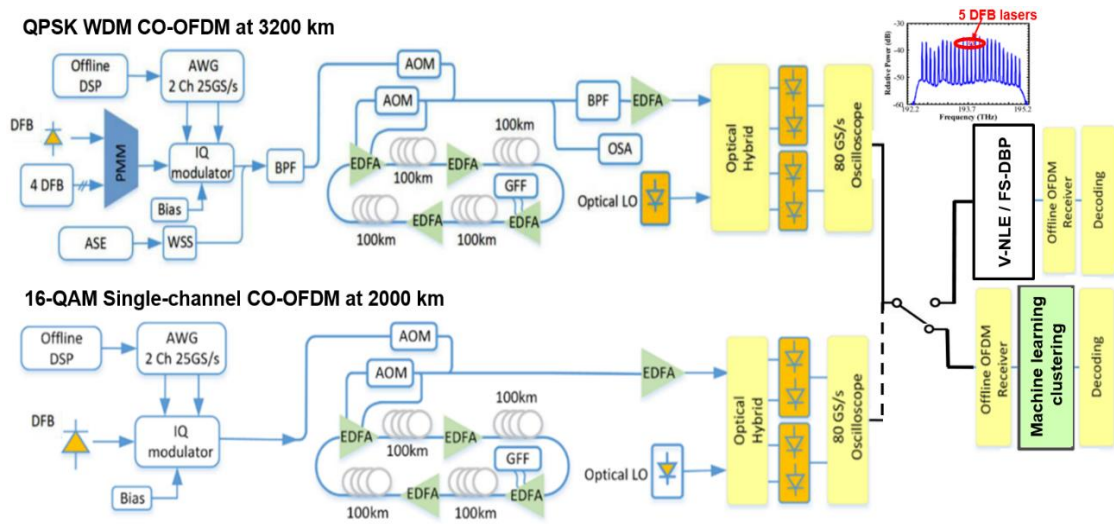 QPSK WDM CO-OFDM at 3200 km
Offline
DSP
AWG
2 Ch 25GS/s
DFB
4 DFB
PMM
IQ
modulator
Bias
ASE
WSS
BPF
AOM
AOM
EDFA
100km
EDFA
100km
GFF
100km
EDFA
100km
EDFA
BPF
EDFA
OSA
Optical LO
Optical
Hybrid
80 GS/s
Oscilloscope
5 DFB lasers
Relative Power (dB)
-30
-40
-50
-60
192.2
193.7
195.2
Frequency (THz)
V-NLE / FS-DBP
Offline OFDM
Receiver
Decoding
16-QAM Single-channel CO-OFDM at 2000 km
Offline
DSP
AWG
2 Ch 25GS/s
DFB
IQ
modulator
Bias
AOM
AOM
EDFA
100km
EDFA
100km
GFF
100km
EDFA
100km
EDFA
EDFA
Optical LO
Optical
Hybrid
80 GS/s
Oscilloscope
Offline OFDM
Receiver
Machine learning
clustering
Decoding